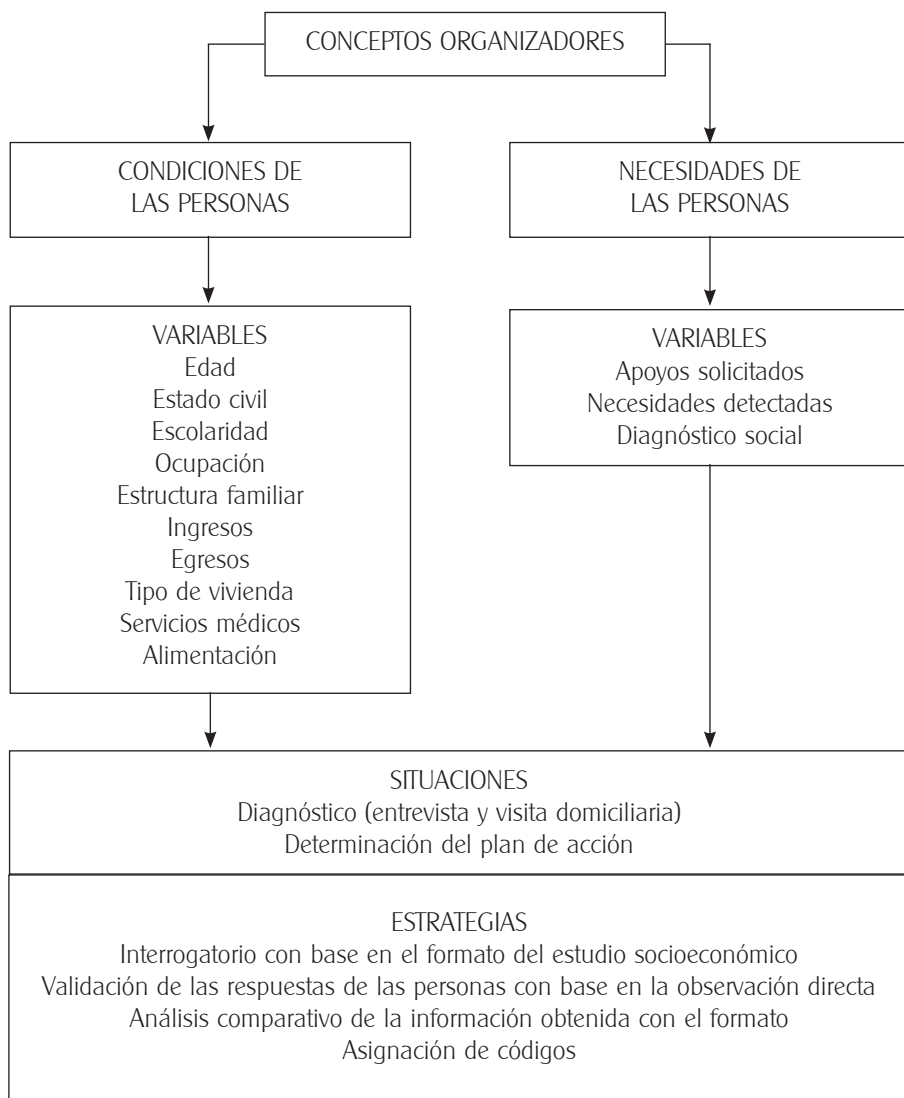 CONCEPTOS ORGANIZADORES
CONDICIONES DE
LAS PERSONAS
NECESIDADES DE
LAS PERSONAS
VARIABLES
Edad
Estado civil
Escolaridad
Ocupación
Estructura familiar
Ingresos
Egresos
Tipo de vivienda
Servicios médicos
Alimentación
VARIABLES
Apoyos solicitados
Necesidades detectadas
Diagnóstico social
SITUACIONES
Diagnóstico (entrevista y visita domiciliaria)
Determinación del plan de acción
ESTRATEGIAS
Interrogatorio con base en el formato del estudio socioeconómico
Validación de las respuestas de las personas con base en la observación directa
Análisis comparativo de la información obtenida con el formato
Asignación de códigos